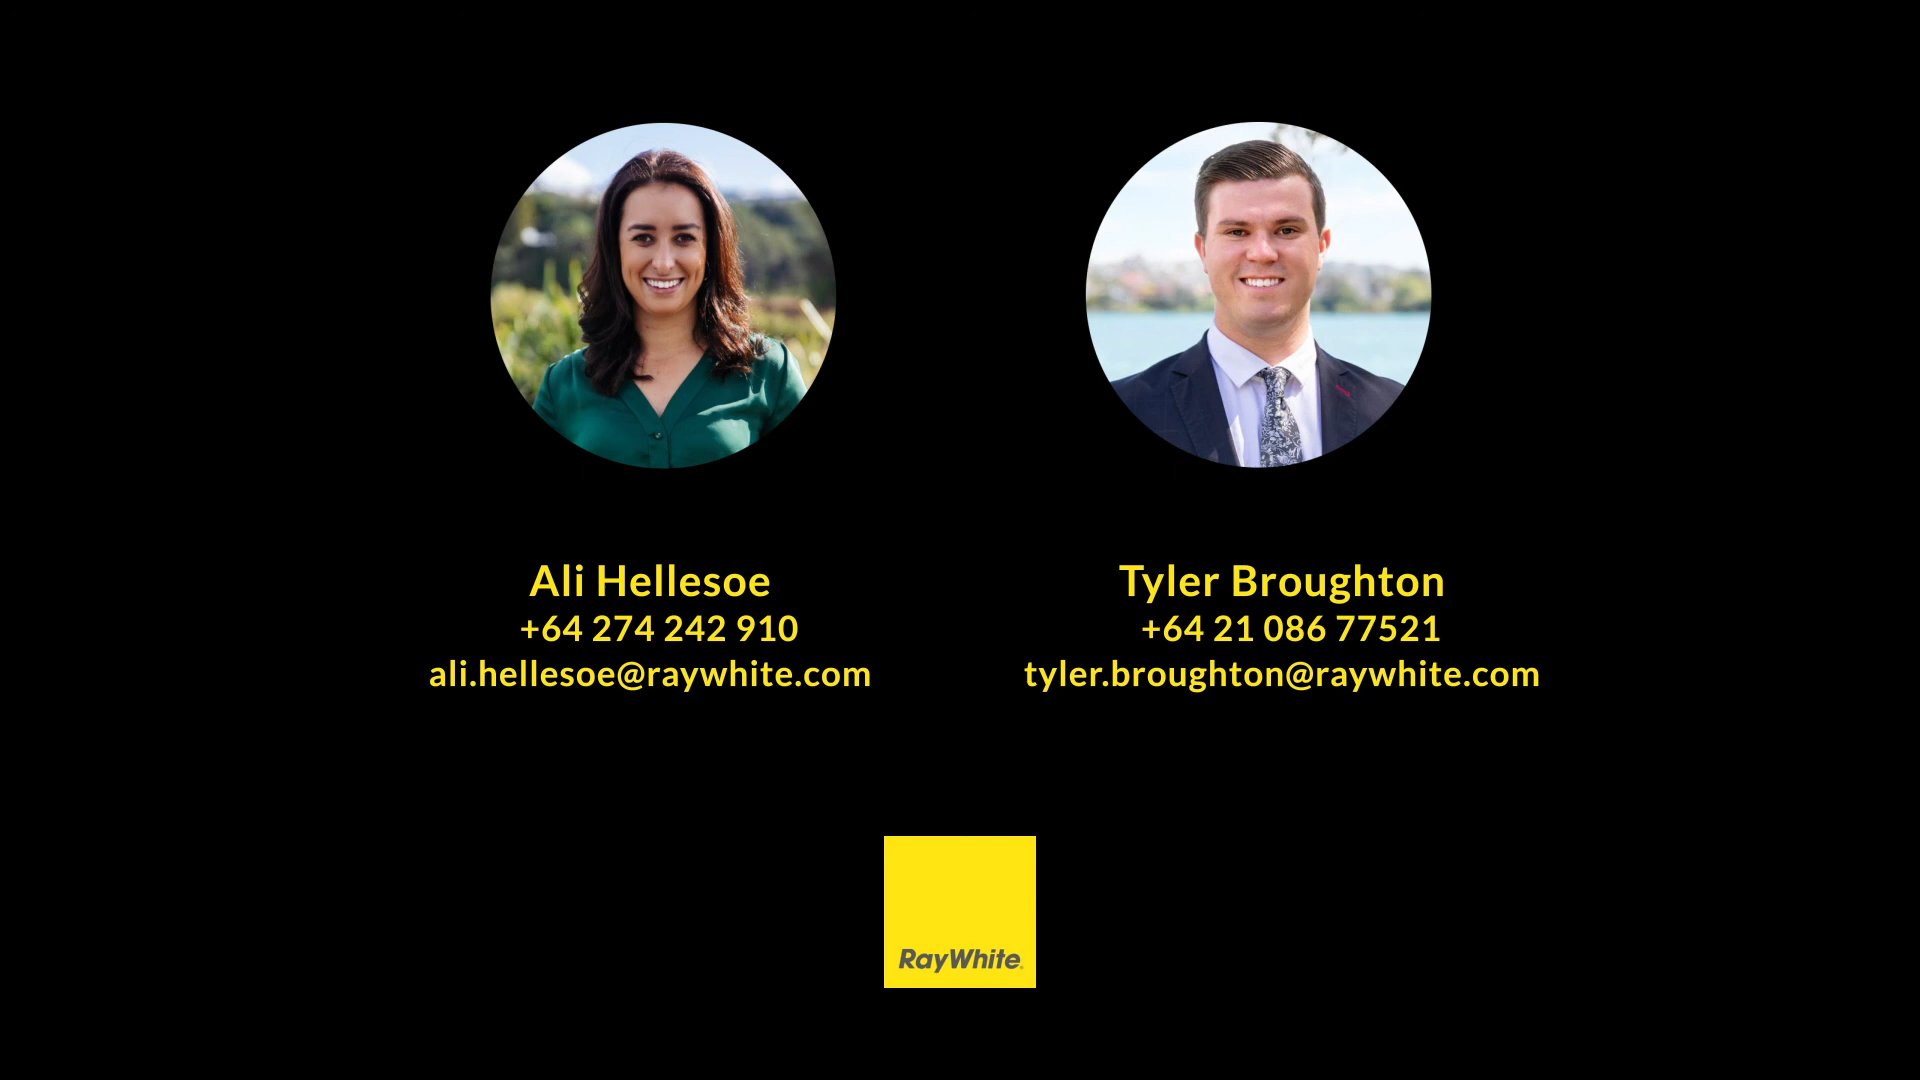 Ali Hellesoe
+64 274 242 910
ali.hellesoe@raywhite.com
Tyler Broughton
+64 21 086 77521
tyler.broughton@raywhite.com
RayWhite